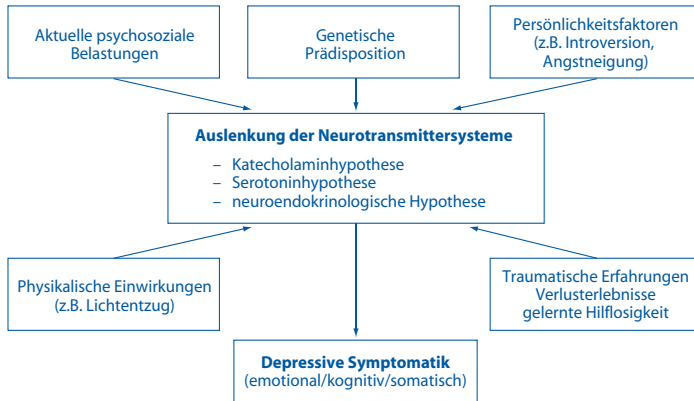 Aktuelle psychosoziale
Belastungen
Genetische
Prädisposition
Persönlichkeitsfaktoren
(z.B. Introversion,
Angstneigung)
Auslenkung der Neurotransmittersysteme
– Katecholaminhypothese
– Serotoninhypothese
– neuroendokrinologische Hypothese
Physikalische Einwirkungen
(z.B. Lichtentzug)
Traumatische Erfahrungen
Verlusterlebnisse
gelernte Hilflosigkeit
Depressive Symptomatik
(emotional/kognitiv/somatisch)